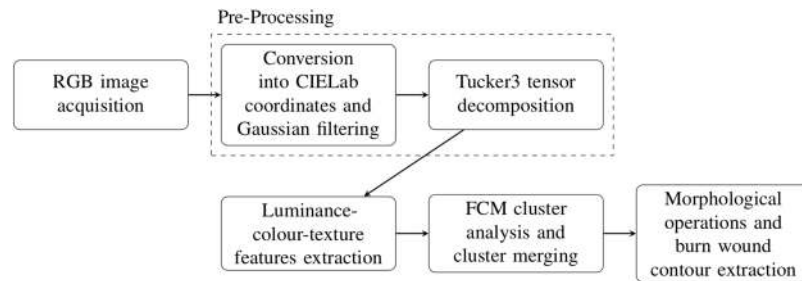 Pre-Processing
RGB image
acquisition
Conversion
into CIELab
coordinates and
Gaussian filtering
Tucker3 tensor
decomposition
Luminance-
colour-texture
features extraction
FCM cluster
analysis and
cluster merging
Morphological
operations and
burn wound
contour extraction